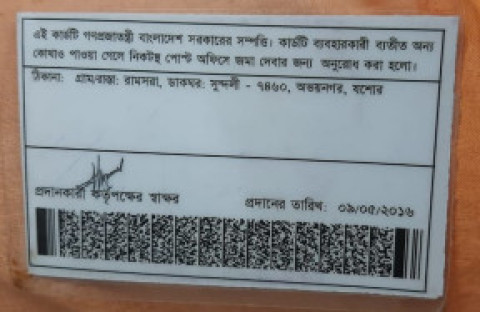 এই কার্ডটি গণপ্রজাতন্ত্রী বাংলাদেশ সরকারের সম্পত্তি। কার্ডটি ব্যবহারকারী ব্যতীত অন্য
কোথাও পাওয়া গেলে নিকটস্থ পোস্ট অফিসে জমা দেবার জন্য অনুরোধ করা হলো।
ঠিকানা: গ্রাম/রাস্তা: রামসরা, ডাকঘর: সুন্দলী - ৭৪৬০, অভয়নগর, যশোর
প্রদানকারী কর্তৃপক্ষের স্বাক্ষর
প্রদানের তারিখ: ০৯/০৫/২০১৬